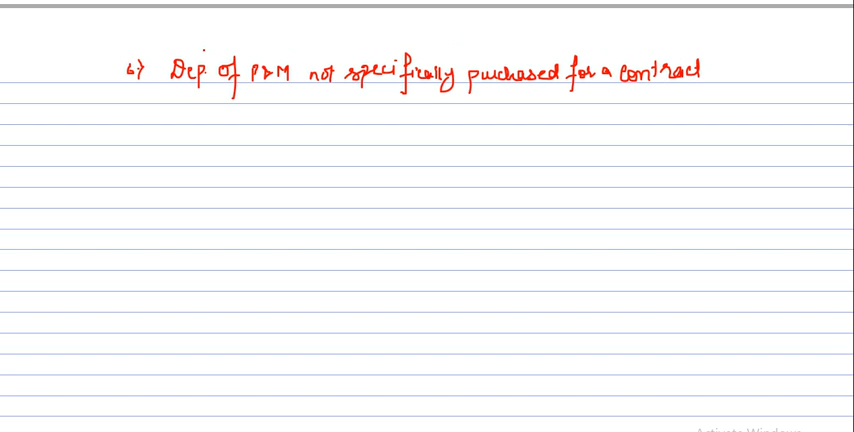 6.) Dep. of P&M not specifically purchased for a contract